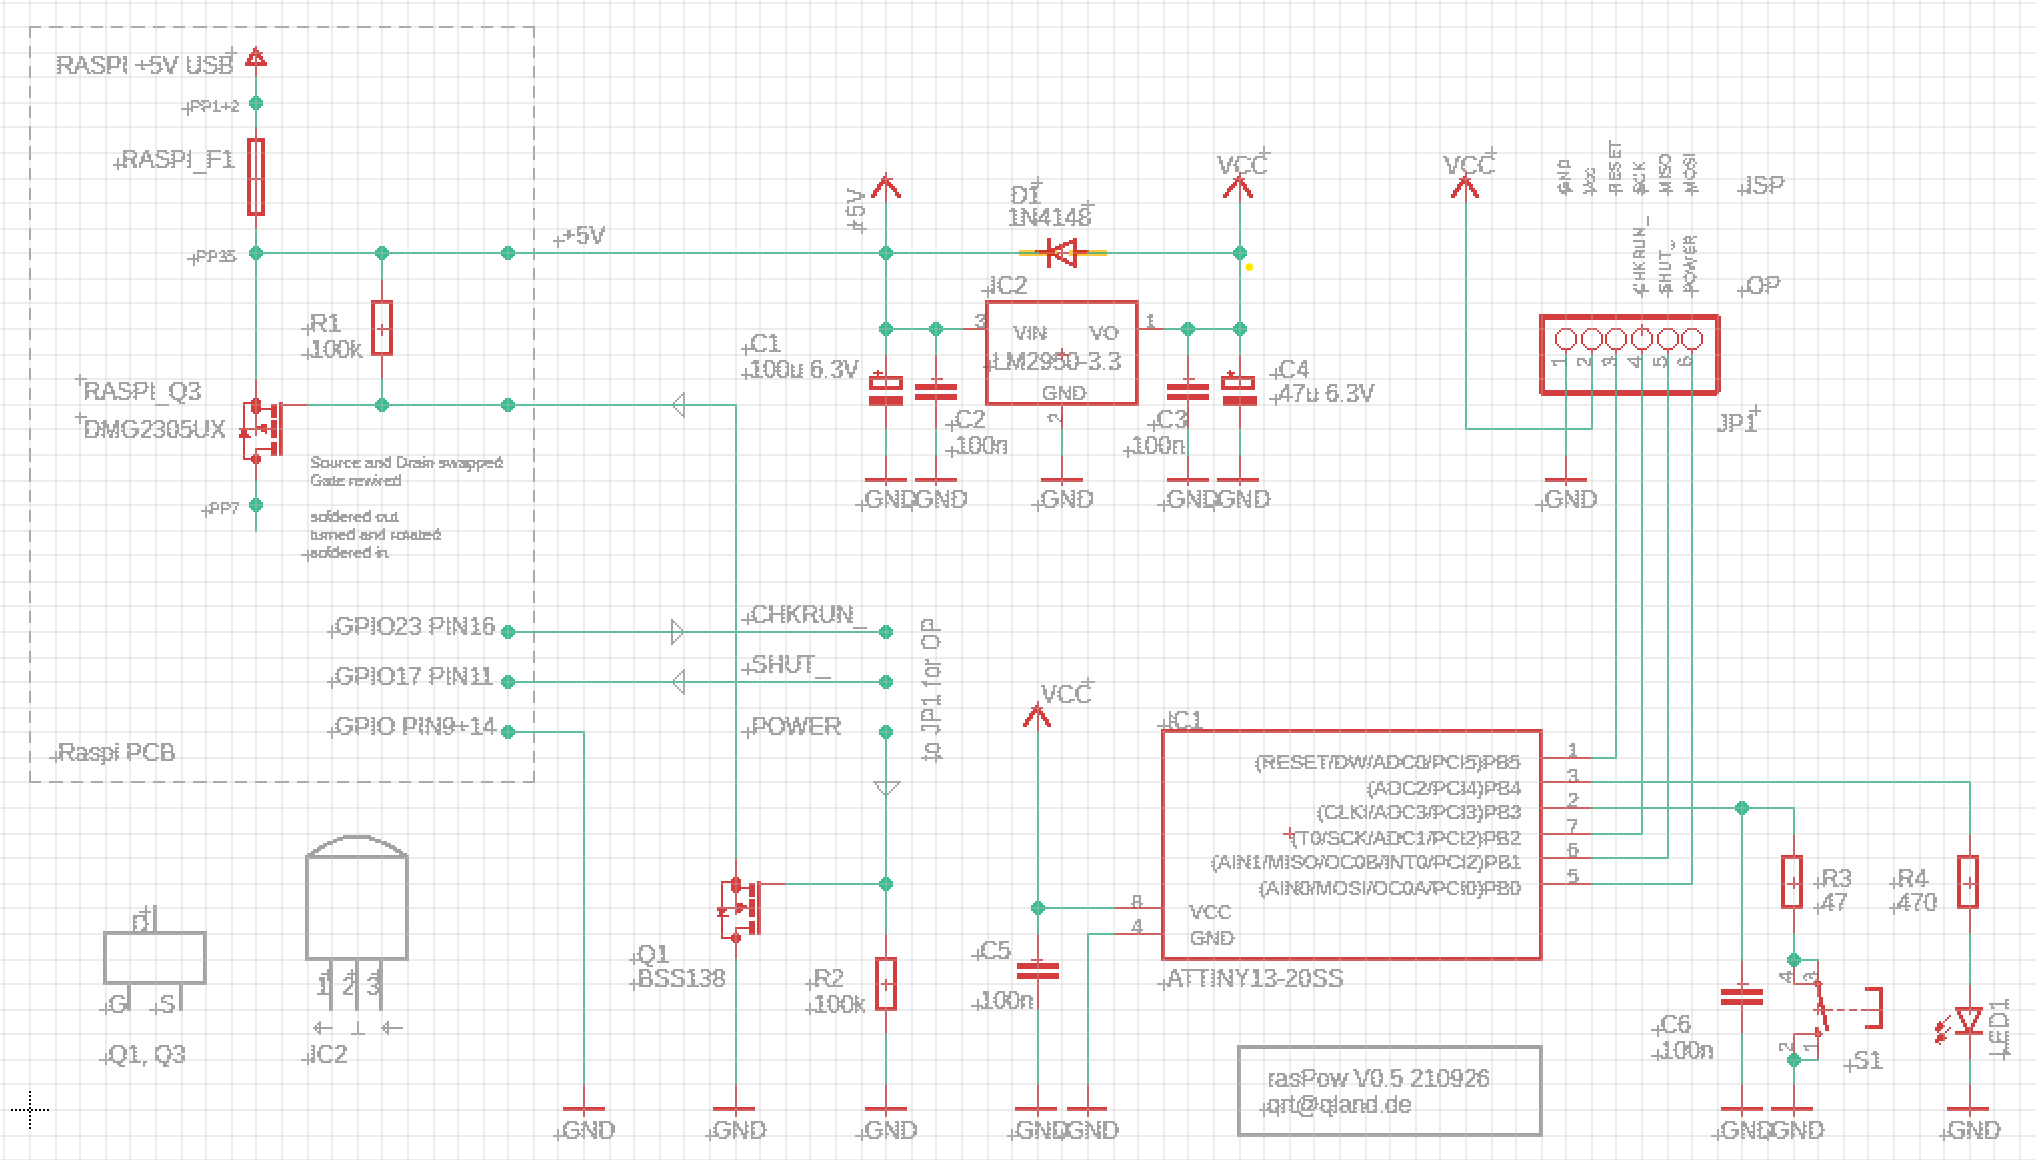 RASPI +5V USB
PP1+2
RASPI_F1
PP35
+5V
R1
100k
RASPI_Q3
DMG2305UX
Source and Drain swapped
Gate rewired
soldered out
turned and rotated
soldered in
PP7
GPIO23 PIN16
GPIO17 PIN11
GPIO PIN9+14
Raspi PCB
CHKRUN_
SHUT_
POWER
to JP1 for OP
+5V
D1
1N4148
VCC
IC2
3
VIN
VO
1
LM2950-3.3
GND
2
C1
100u 6.3V
C2
100n
C3
100n
C4
47u 6.3V
GND
GND
GND
GND
GND
VCC
GND
Vcc
RESET
SCK
MISO
MOSI
ISP
CHKRUN_
SHUT_
POWER
OP
1
2
3
4
5
6
JP1
GND
VCC
IC1
(RESET/DW/ADC0/PCI5)PB5
1
(ADC2/PCI4)PB4
3
(CLKI/ADC3/PCI3)PB3
2
(T0/SCK/ADC1/PCI2)PB2
7
(AIN1/MISO/OC0B/INT0/PCIZ)PB1
6
(AIN0/MOSI/OC0A/PCI0)PB0
5
8
VCC
4
GND
ATTINY13-20SS
C5
100n
Q1
BSS138
R2
100k
R3
47
R4
470
4
3
2
1
S1
C6
100n
LED1
D
G
S
Q1, Q3
1
2
3
IC2
GND
GND
GND
GND
GND
GND
GND
GND
rasPow V0.5 210926
qrt@qland.de